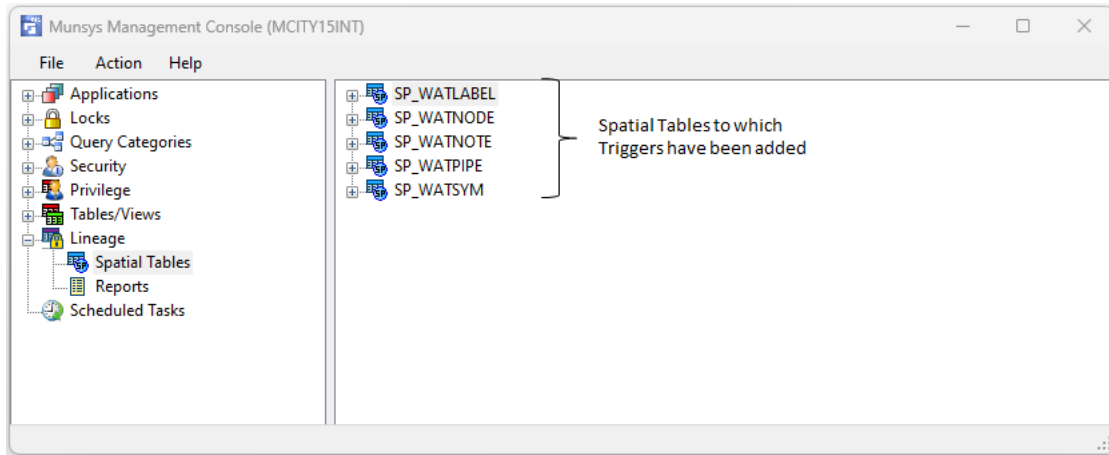 Munsys Management Console (MCITY15INT)
File Action Help
Applications
Locks
Query Categories
Security
Privilege
Tables/Views
Lineage
Spatial Tables
Reports
Scheduled Tasks
SP_WATLABEL
SP_WATNODE
SP_WATNOTE
SP_WATPIPE
SP_WATSYM
Spatial Tables to which
Triggers have been added